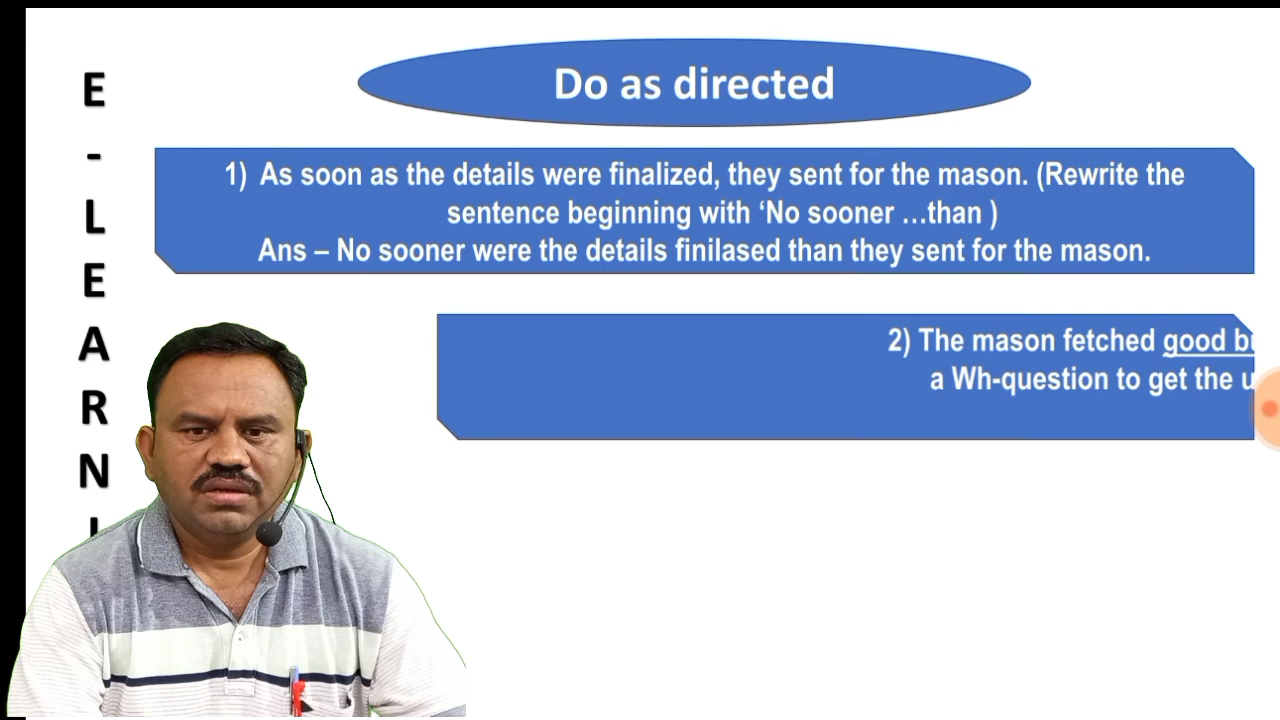 Do as directed
1) As soon as the details were finalized, they sent for the mason. (Rewrite the
sentence beginning with ‘No sooner …than )
Ans – No sooner were the details finilased than they sent for the mason.
2) The mason fetched good
a Wh-question to get the
E
-
L
E
A
R
N